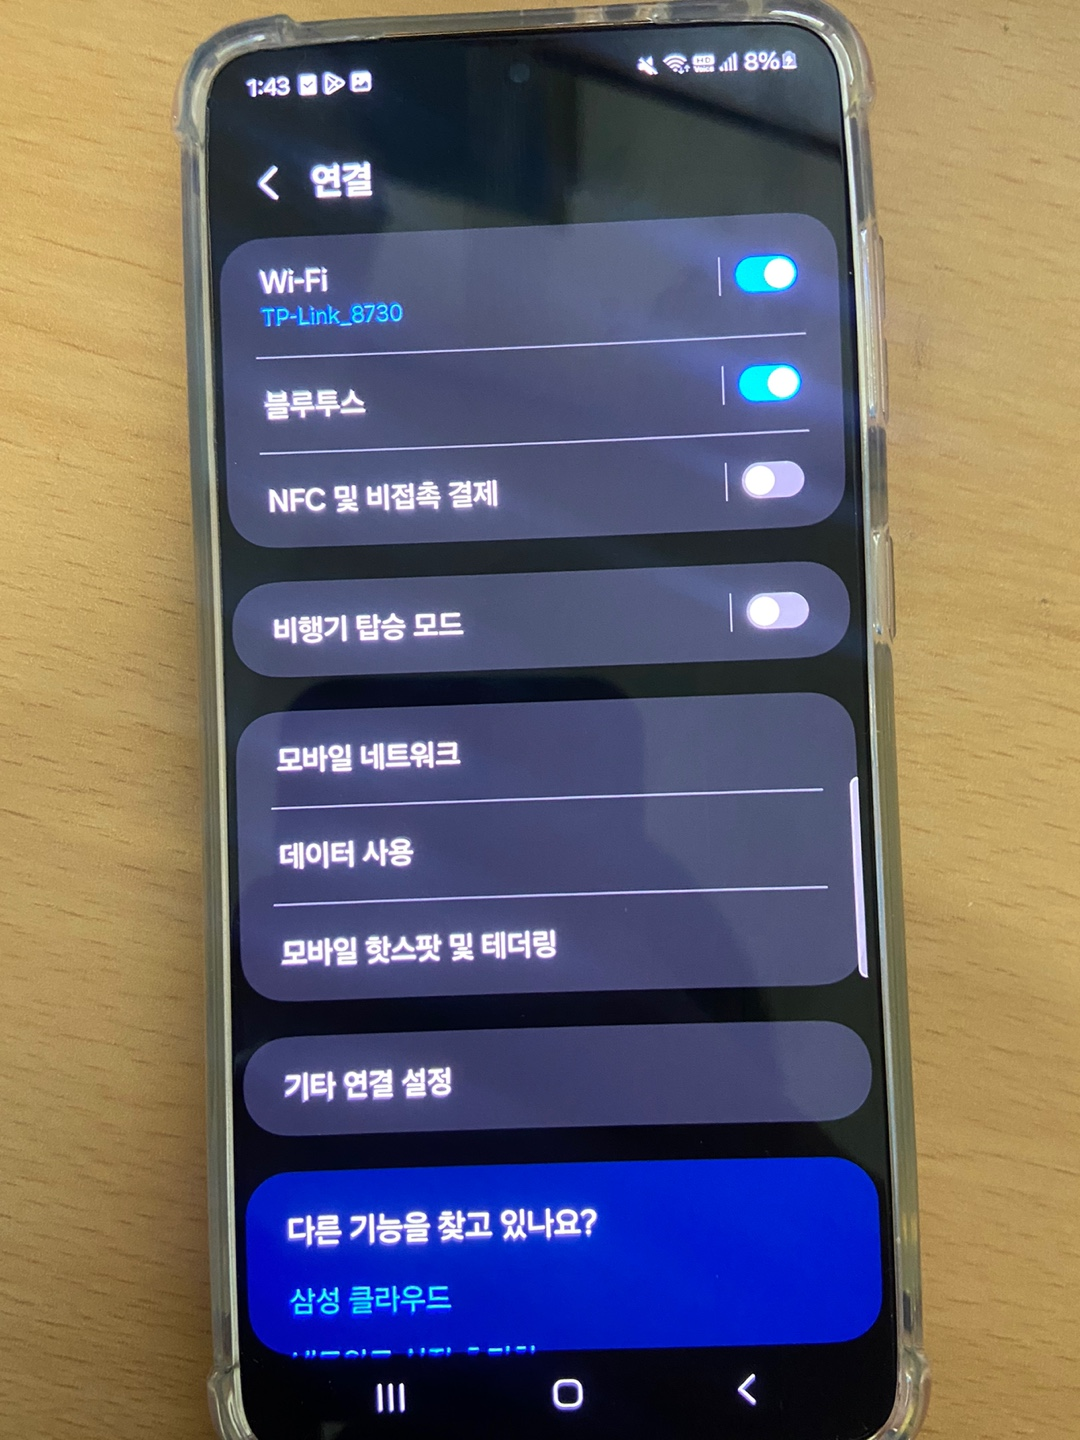 1:43
HD Voice 8%
연결
Wi-Fi
TP-Link_8730
블루투스
NFC 및 비접촉 결제
비행기 탑승 모드
모바일 네트워크
데이터 사용
모바일 핫스팟 및 테더링
기타 연결 설정
다른 기능을 찾고 있나요?
삼성 클라우드